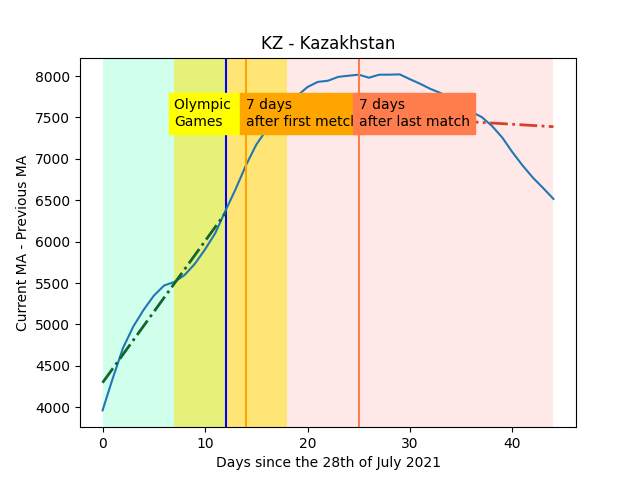 KZ - Kazakhstan
Current MA - Previous MA
8000
7500
7000
6500
6000
5500
5000
4500
4000
Olympic
Games
7 days
after first metch
7 days
after last match
0
10
20
30
40
Days since the 28th of July 2021